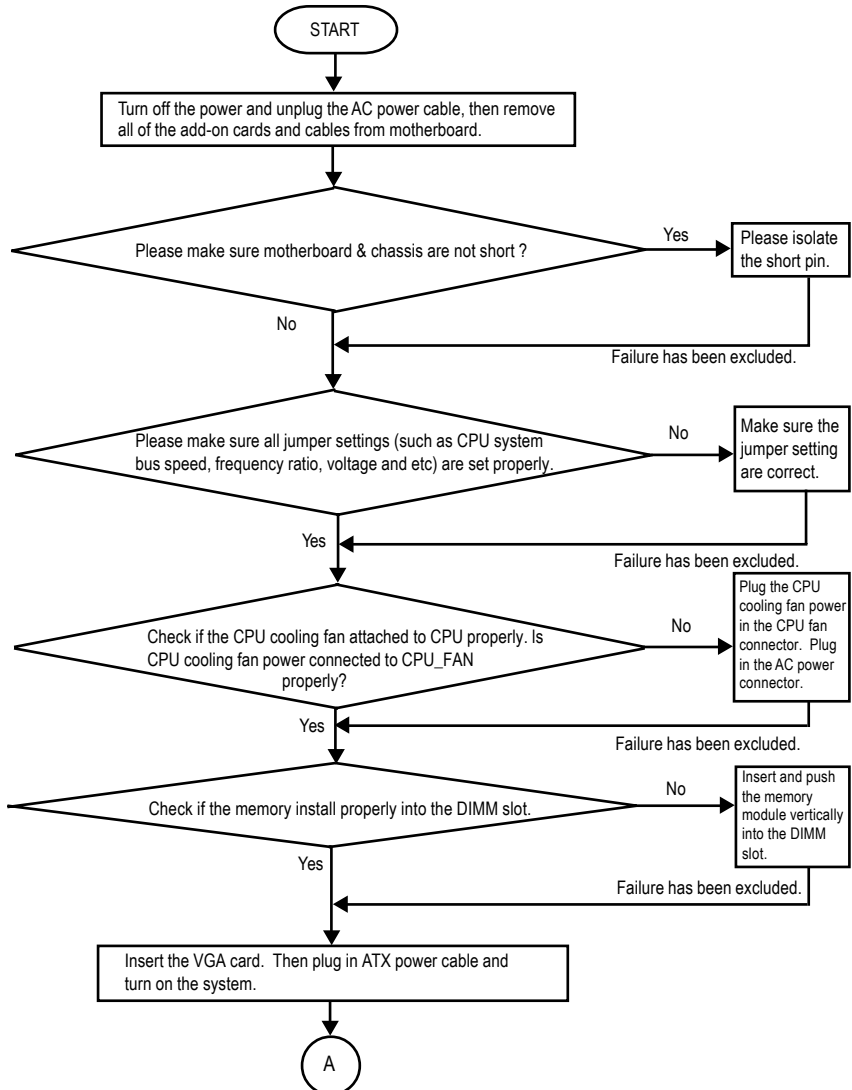 START
Turn off the power and unplug the AC power cable, then remove
all of the add-on cards and cables from motherboard.
Please make sure motherboard & chassis are not short ?
Yes
Please isolate
the short pin.
No
Failure has been excluded.
Please make sure all jumper settings (such as CPU system
bus speed, frequency ratio, voltage and etc) are set properly.
No
Make sure the
jumper setting
are correct.
Yes
Failure has been excluded.
Check if the CPU cooling fan attached to CPU properly. Is
CPU cooling fan power connected to CPU_FAN
properly?
No
Plug the CPU
cooling fan power
in the CPU fan
connector. Plug
in the AC power
connector.
Yes
Failure has been excluded.
Check if the memory install properly into the DIMM slot.
No
Insert and push
the memory
module vertically
into the DIMM
slot.
Yes
Failure has been excluded.
Insert the VGA card. Then plug in ATX power cable and
turn on the system.
A